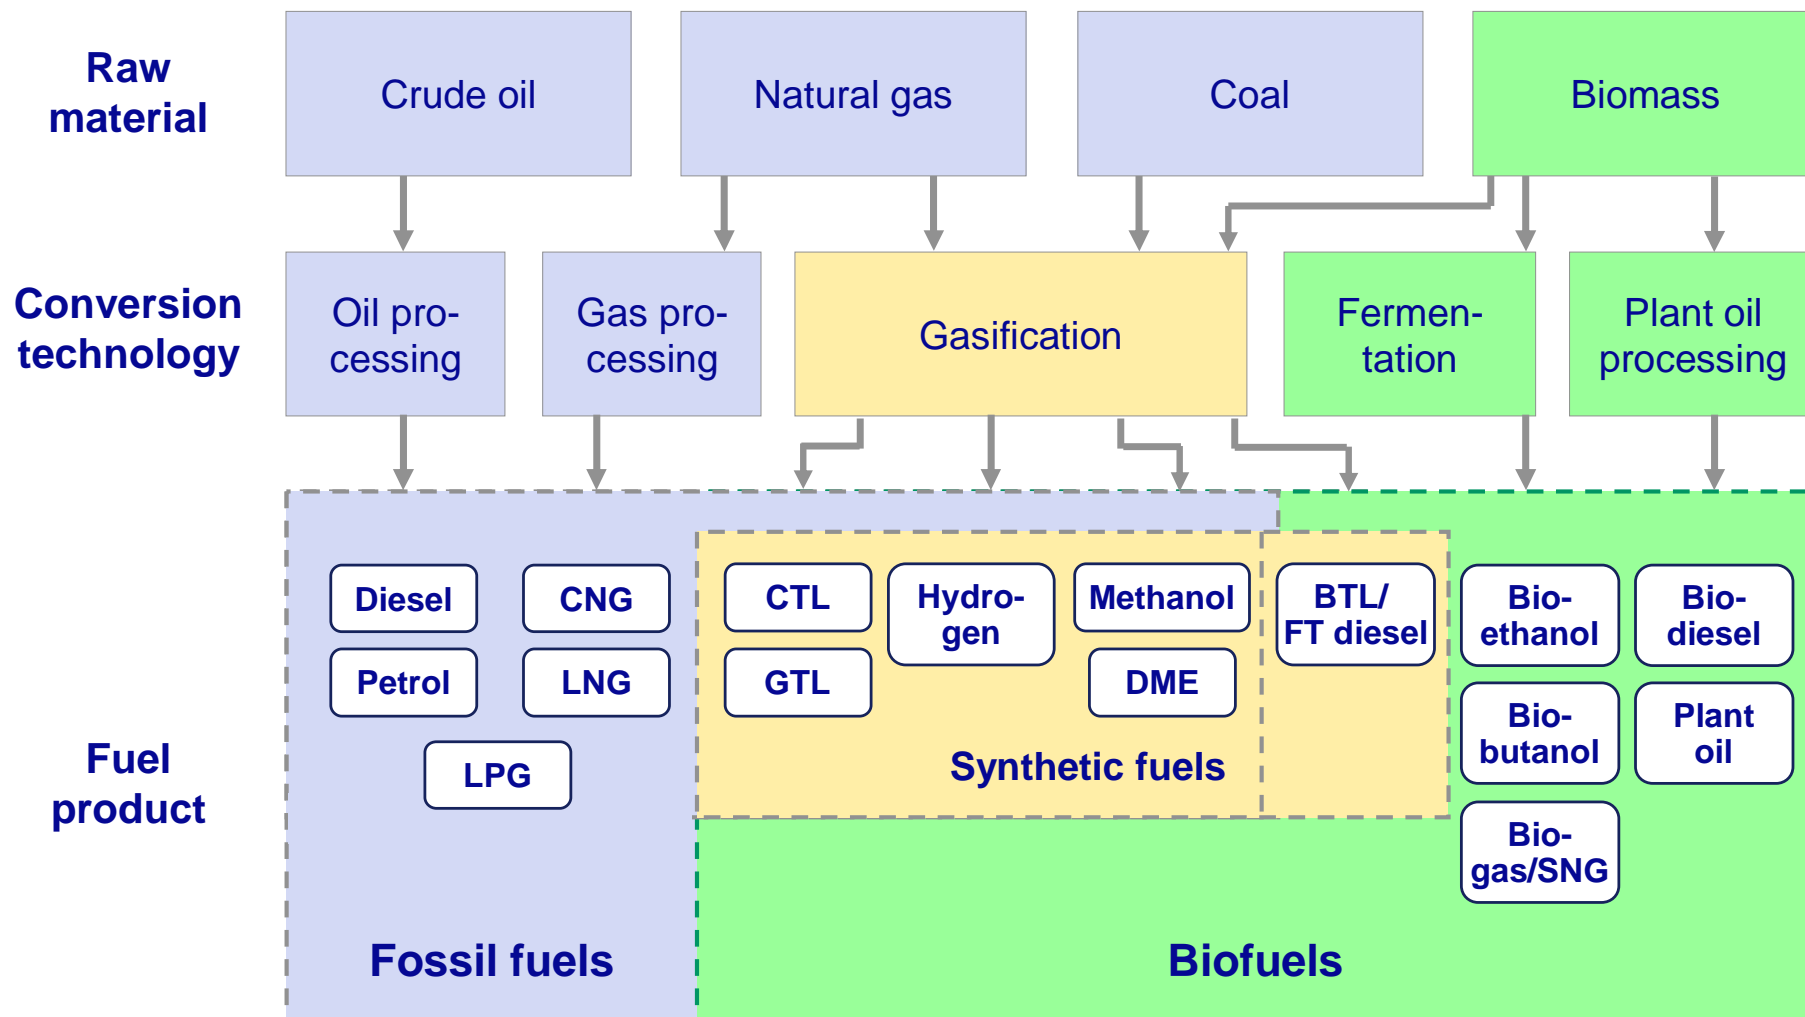 Raw
material
Crude oil
Natural gas
Coal
Biomass
Conversion
technology
Oil pro-
cessing
Gas pro-
cessing
Gasification
Fermen-
tation
Plant oil
processing
Fuel
product
Diesel
Petrol
CNG
LNG
LPG
Fossil fuels
CTL
GTL
Hydro-
gen
Methanol
DME
Synthetic fuels
BTL/
FT diesel
Bio-
ethanol
Bio-
diesel
Bio-
butanol
Plant
oil
Bio-
gas/SNG
Biofuels